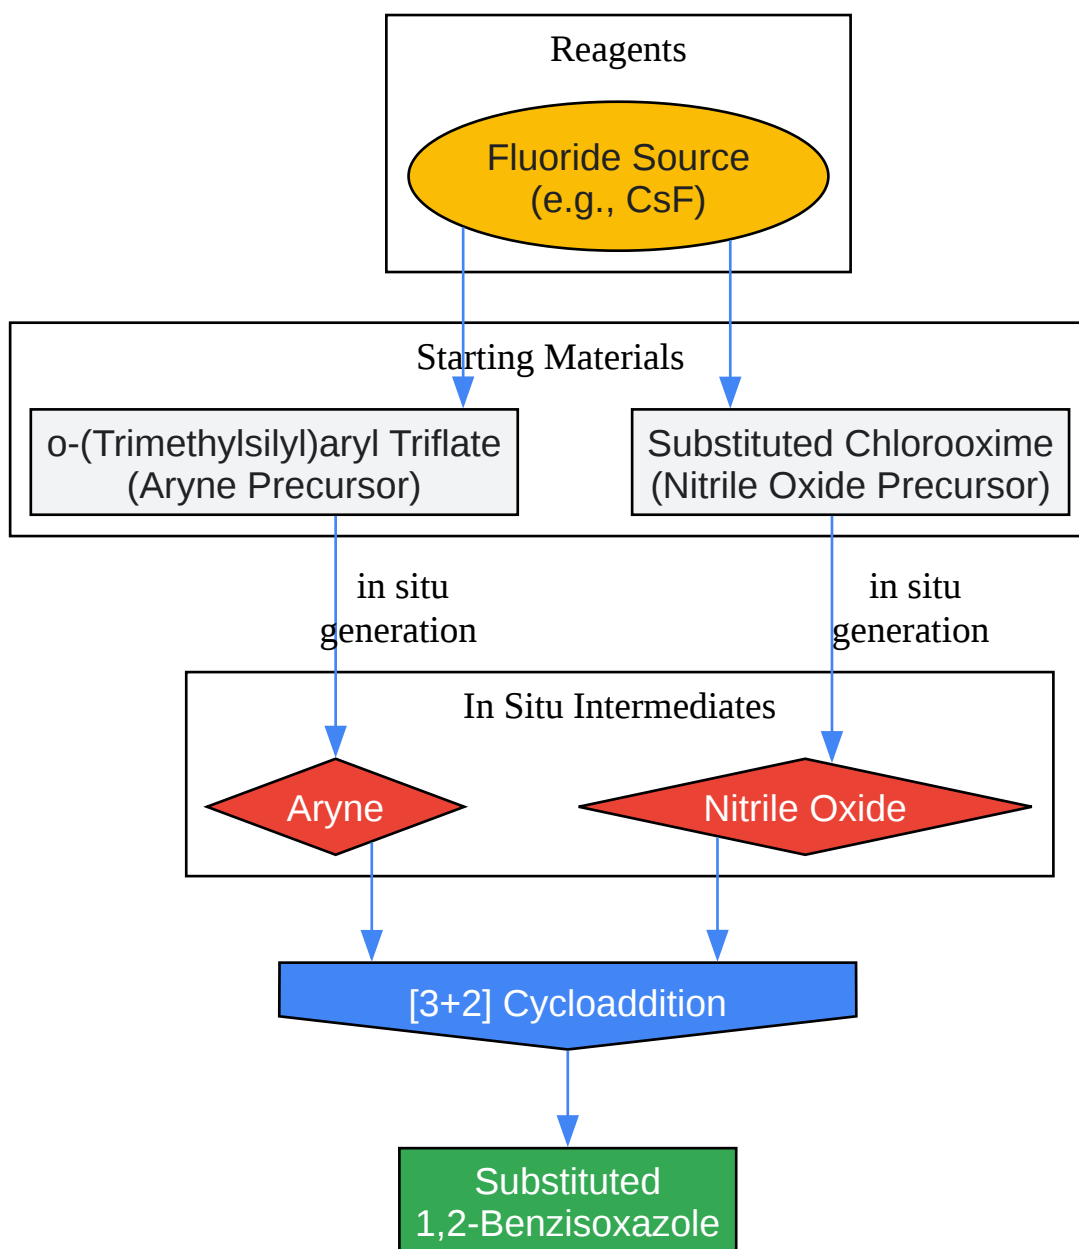 Reagents
Fluoride Source
(e.g., CsF)
Starting Materials
o-(Trimethylsilyl)aryl Triflate
(Aryne Precursor)
Substituted Chlorooxime
(Nitrile Oxide Precursor)
in situ
generation
in situ
generation
In Situ Intermediates
Aryne
Nitrile Oxide
[3+2] Cycloaddition
Substituted
1,2-Benzisoxazole